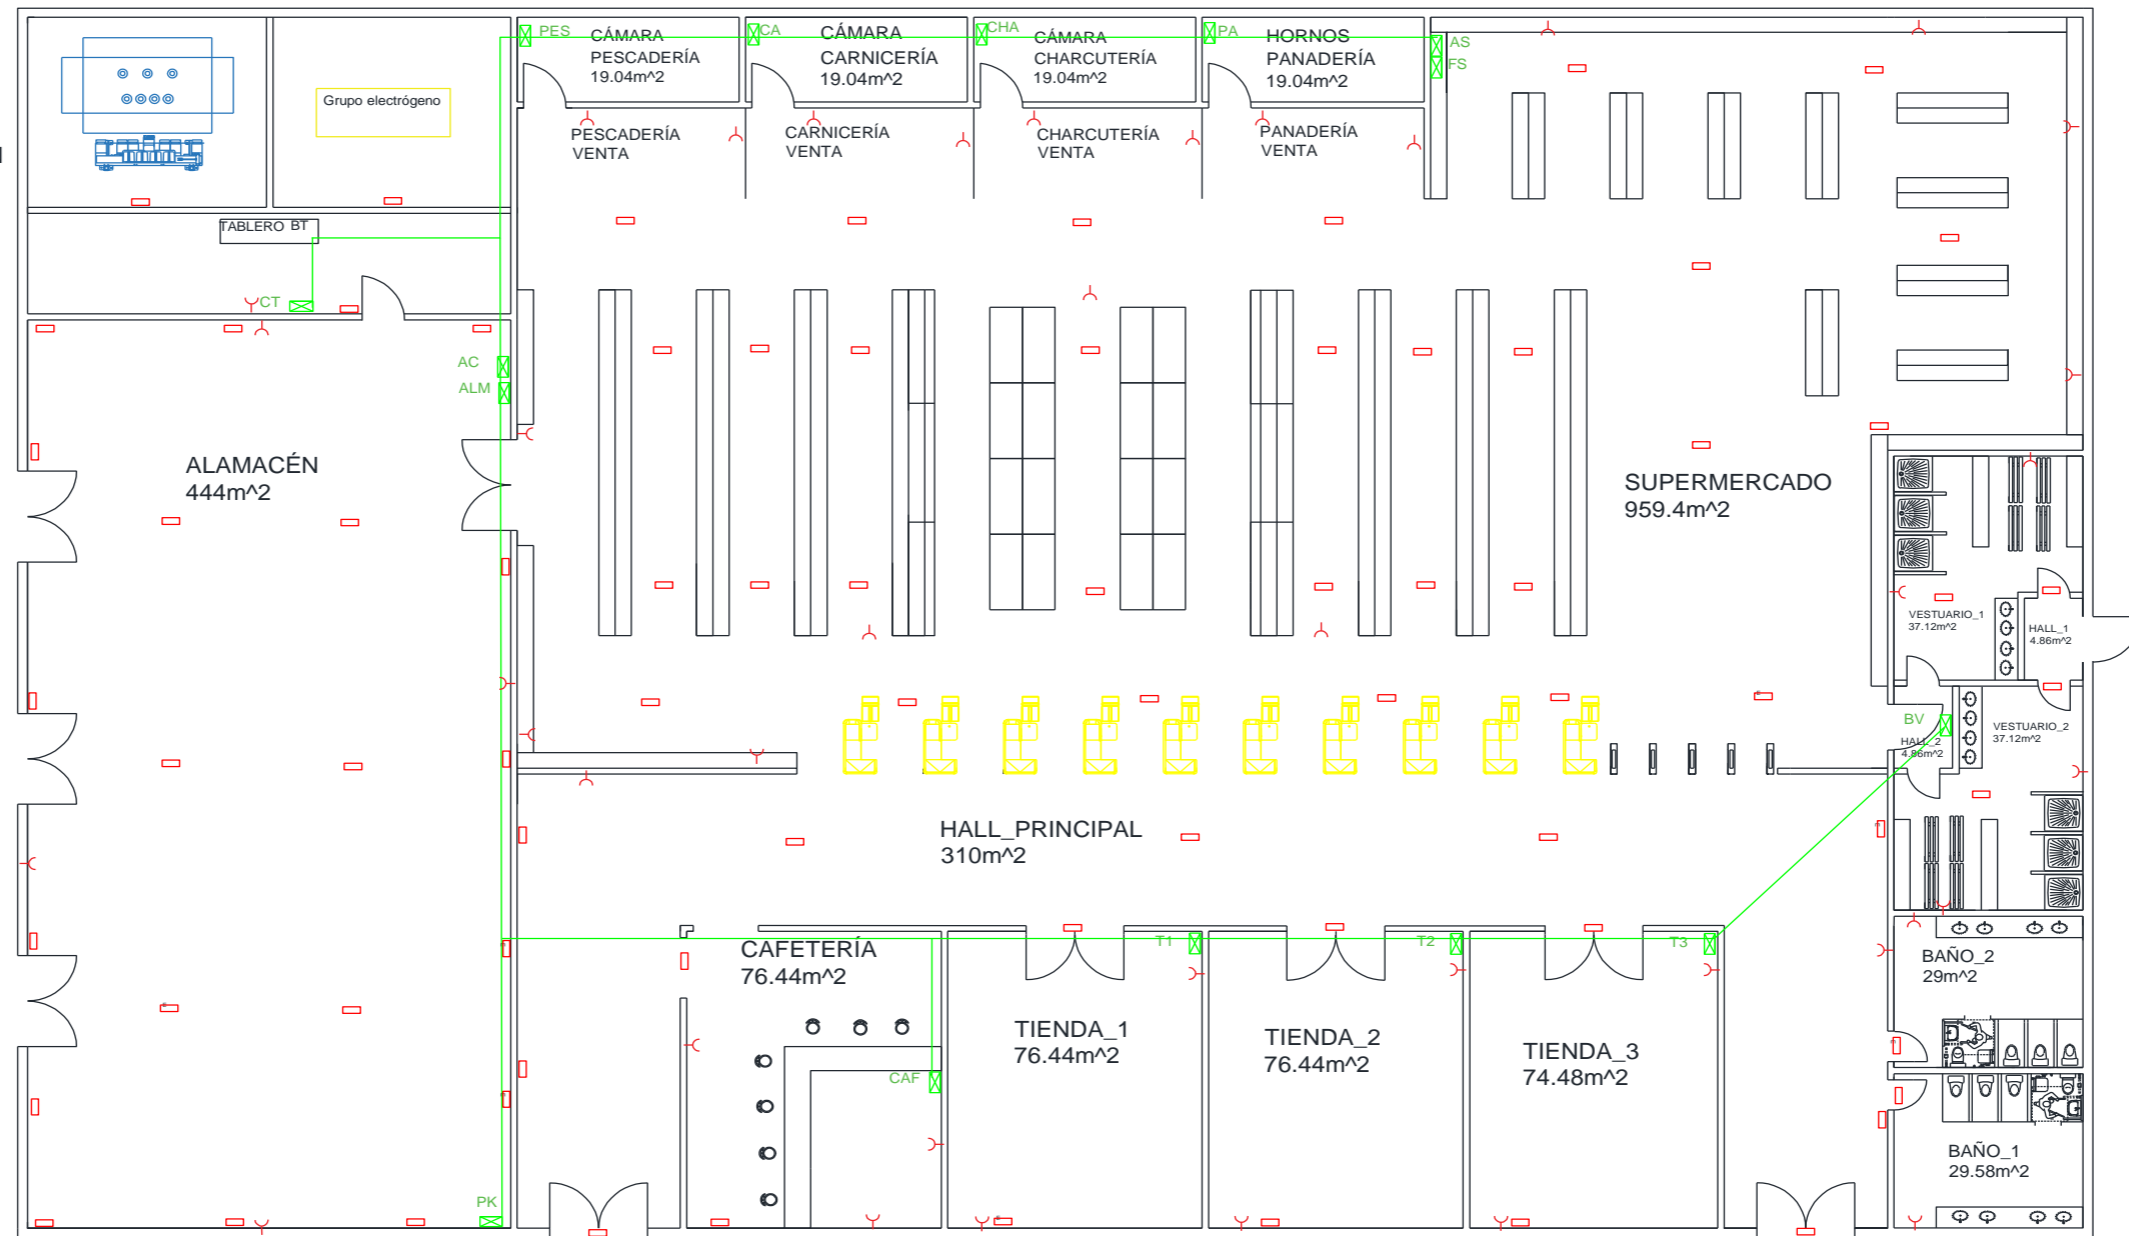 PES
CÁMARA
PESCADERÍA
19.04m^2
CA
CÁMARA
CARNICERÍA
19.04m^2
CHA
CÁMARA
CHARCUTERÍA
19.04m^2
PA
HORNOS
PANADERÍA
19.04m^2
AS
FS
Grupo electrógeno
PESCADERÍA
VENTA
CARNICERÍA
VENTA
CHARCUTERÍA
VENTA
PANADERÍA
VENTA
TABLERO BT
CT
AC
ALM
ALAMACÉN
444m^2
SUPERMERCADO
959.4m^2
VESTUARIO_1
37.12m^2
HALL_1
4.86m^2
BV
HALL_2
4.86m^2
VESTUARIO_2
37.12m^2
HALL_PRINCIPAL
310m^2
CAFETERÍA
76.44m^2
T1
T2
T3
BAÑO_2
29m^2
TIENDA_1
76.44m^2
TIENDA_2
76.44m^2
TIENDA_3
74.48m^2
CAF
BAÑO_1
29.58m^2
PK